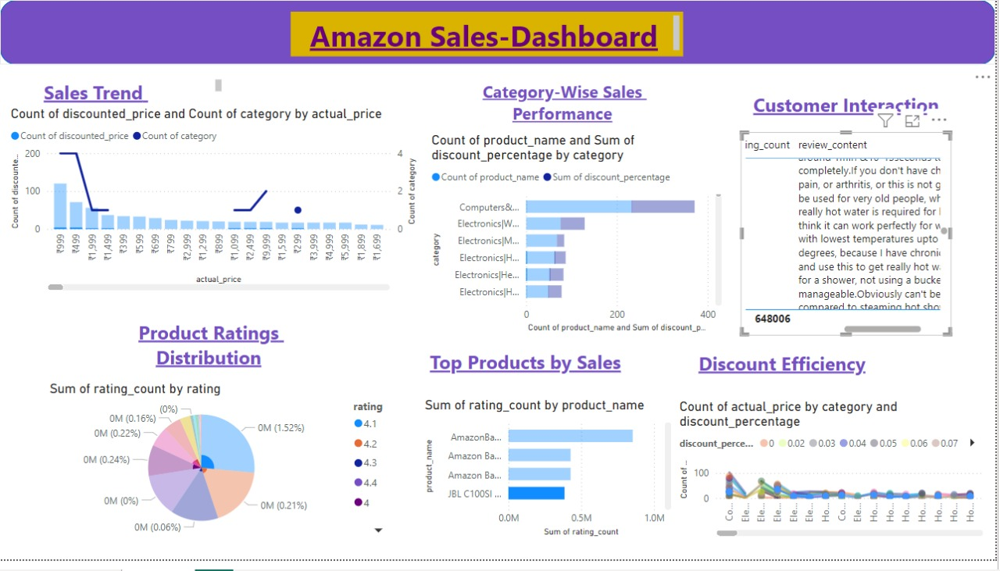 Amazon Sales-Dashboard
Sales Trend
Count of discounted_price and Count of category by actual_price
Count of discounted_price
Count of category
Count of discounte...
200
100
0
4
2
0
Count of category
₹999
₹499
₹1,999
₹1,499
₹399
₹599
₹699
₹799
₹2,999
₹1,299
₹899
₹1,099
₹2,499
₹9,999
₹1,599
₹299
₹3,999
₹4,999
₹5,999
₹1,899
₹1,699
actual_price
Category-Wise Sales
Performance
Count of product_name and Sum of
discount_percentage by category
Count of product_name
Sum of discount_percentage
category
Computers&...
Electronics|W...
Electronics|M...
Electronics|H...
Electronics|He...
Electronics|H...
0
200
400
Count of product_name and Sum of discount_p...
Customer Interaction
ing_count review_content
completely.If you don't have ch
pain, or arthritis, or this is not g
be used for very old people, wh
really hot water is required for
think it can work perfectly for w
with lowest temperatures upto
degrees, because I have chronic
and use this to get really hot wa
for a shower, not using a bucke
manageable.Obviously can't be
compared to steaming hot sho
648006
Product Ratings
Distribution
Sum of rating_count by rating
(0%)
0M (0.16%)
0M (0.22%)
0M (0.24%)
0M (0%)
0M (0.06%)
0M (1.52%)
0M (0.21%)
rating
4.1
4.2
4.3
4.4
4
Top Products by Sales
Sum of rating_count by product_name
product_name
AmazonBa...
Amazon Ba...
Amazon Ba...
JBL C100SI ...
0.0M
0.5M
1.0M
Sum of rating_count
Discount Efficiency
Count of actual_price by category and
discount_percentage
discount_perce...
0
0.02
0.03
0.04
0.05
0.06
0.07
Count of ...
100
0
Co...
Ele...
Ele...
Ele...
Ele...
Ele...
Ho...
Co...
Ele...
Ho...
Ho...
Ho...
Ho...
Ho...
Ho...
Ho...